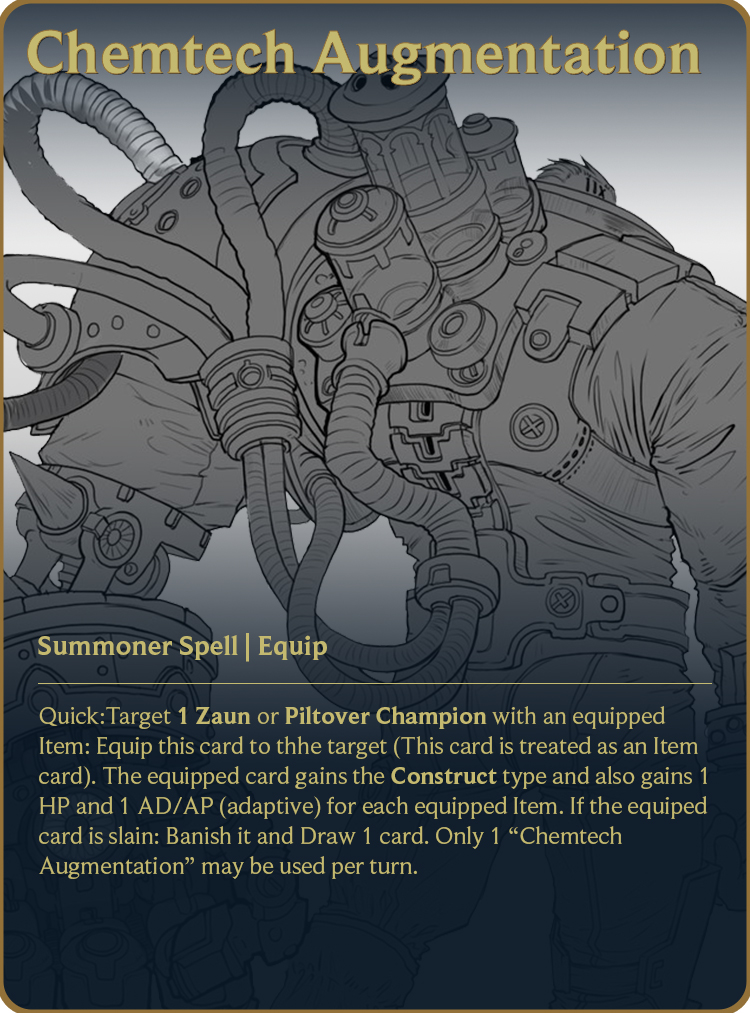 Chemtech Augmentation
Summoner Spell | Equip
Quick:Target 1 Zaun or Piltover Champion with an equipped
Item: Equip this card to thhe target (This card is treated as an Item
card). The equipped card gains the Construct type and also gains 1
HP and 1 AD/AP (adaptive) for each equipped Item. If the equiped
card is slain: Banish it and Draw 1 card. Only 1 “Chemtech
Augmentation” may be used per turn.